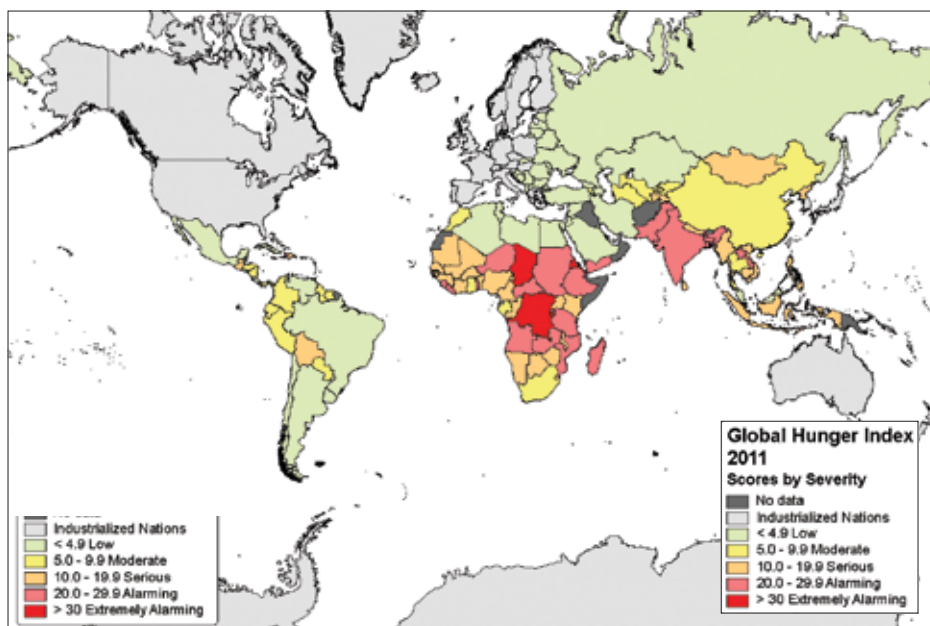 Global Hunger Index
2011
Scores by Severity
No data
Industrialized Nations
< 4.9 Low
5.0 - 9.9 Moderate
10.0 - 19.9 Serious
20.0 - 29.9 Alarming
> 30 Extremely Alarming
Industrialized Nations
< 4.9 Low
5.0 - 9.9 Moderate
10.0 - 19.9 Serious
20.0 - 29.9 Alarming
> 30 Extremely Alarming